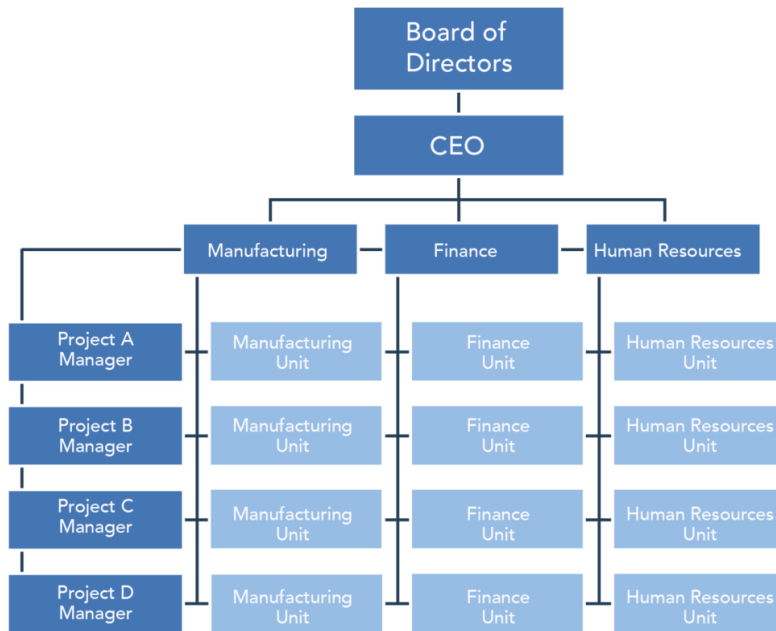 Board of
Directors
CEO
Manufacturing
Finance
Human Resources
Project A
Manager
Manufacturing
Unit
Finance
Unit
Human Resources
Unit
Project B
Manager
Manufacturing
Unit
Finance
Unit
Human Resources
Unit
Project C
Manager
Manufacturing
Unit
Finance
Unit
Human Resources
Unit
Project D
Manager
Manufacturing
Unit
Finance
Unit
Human Resources
Unit